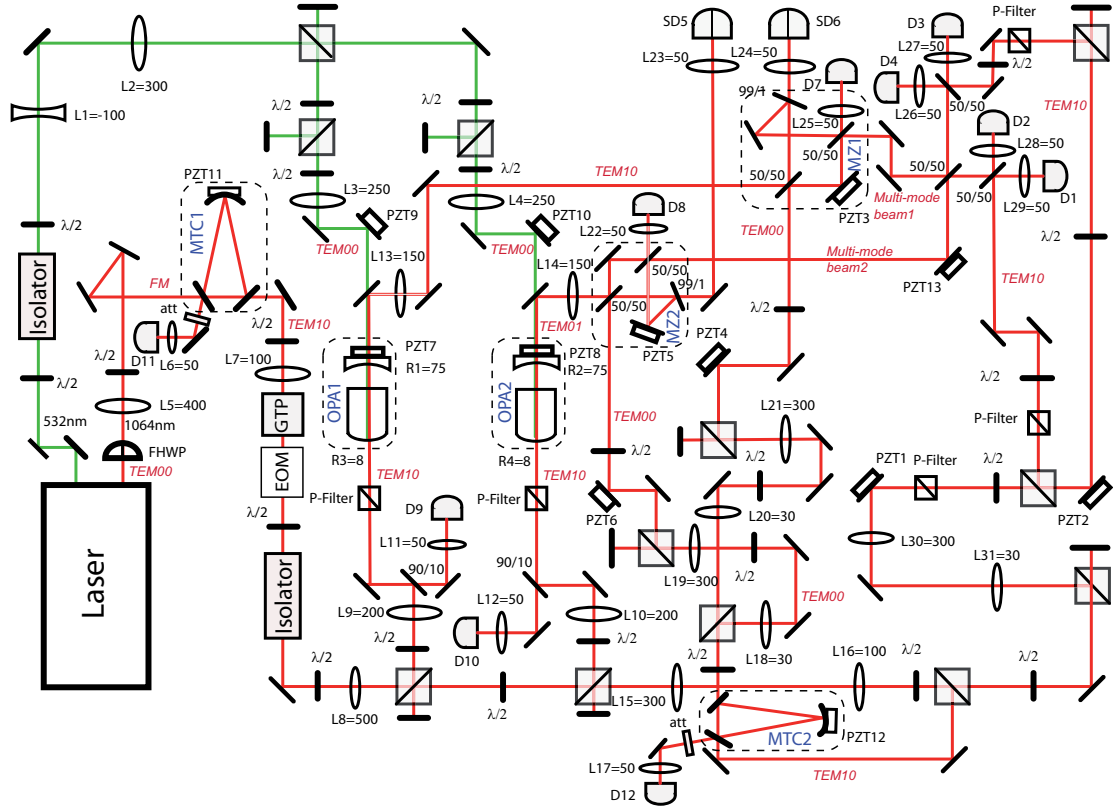 SD5
SD6
D3
P-Filter
L2=300
L23=50
L24=50
L27=50
D4
λ/2
D7
λ/2
λ/2
99/1
L1=-100
L25=50
L26=50
50/50
TEM10
D2
MZ1
L28=50
λ/2
λ/2
50/50
50/50
50/50
PZT11
L3=250
PZT9
TEM10
L4=250
PZT10
D8
PZT3
Multi-mode
beam1
L29=50
D1
λ/2
MTC1
TEM00
TEM00
L22=50
TEM00
L13=150
L14=150
50/50
Multi-mode
beam2
PZT13
TEM10
Isolator
FM
99/1
50/50
att
λ/2
TEM10
TEM01
MZ2
λ/2
PZT4
PZT5
D11
L6=50
L7=100
PZT7
R1=75
PZT8
R2=75
λ/2
λ/2
OPA1
OPA2
λ/2
L5=400
GTP
L21=300
TEM00
532nm
1064nm
P-Filter
FHWP
R3=8
R4=8
λ/2
λ/2
PZT1
P-Filter
λ/2
TEM00
EOM
TEM10
TEM10
P-Filter
P-Filter
D9
PZT6
L20=30
PZT2
λ/2
L11=50
L30=300
L31=30
90/10
90/10
L19=300
λ/2
Laser
Isolator
L9=200
L12=50
L10=200
TEM00
λ/2
λ/2
D10
L18=30
λ/2
L16=100
λ/2
λ/2
λ/2
L8=500
λ/2
L15=300
att
MTC2
PZT12
L17=50
TEM10
D12